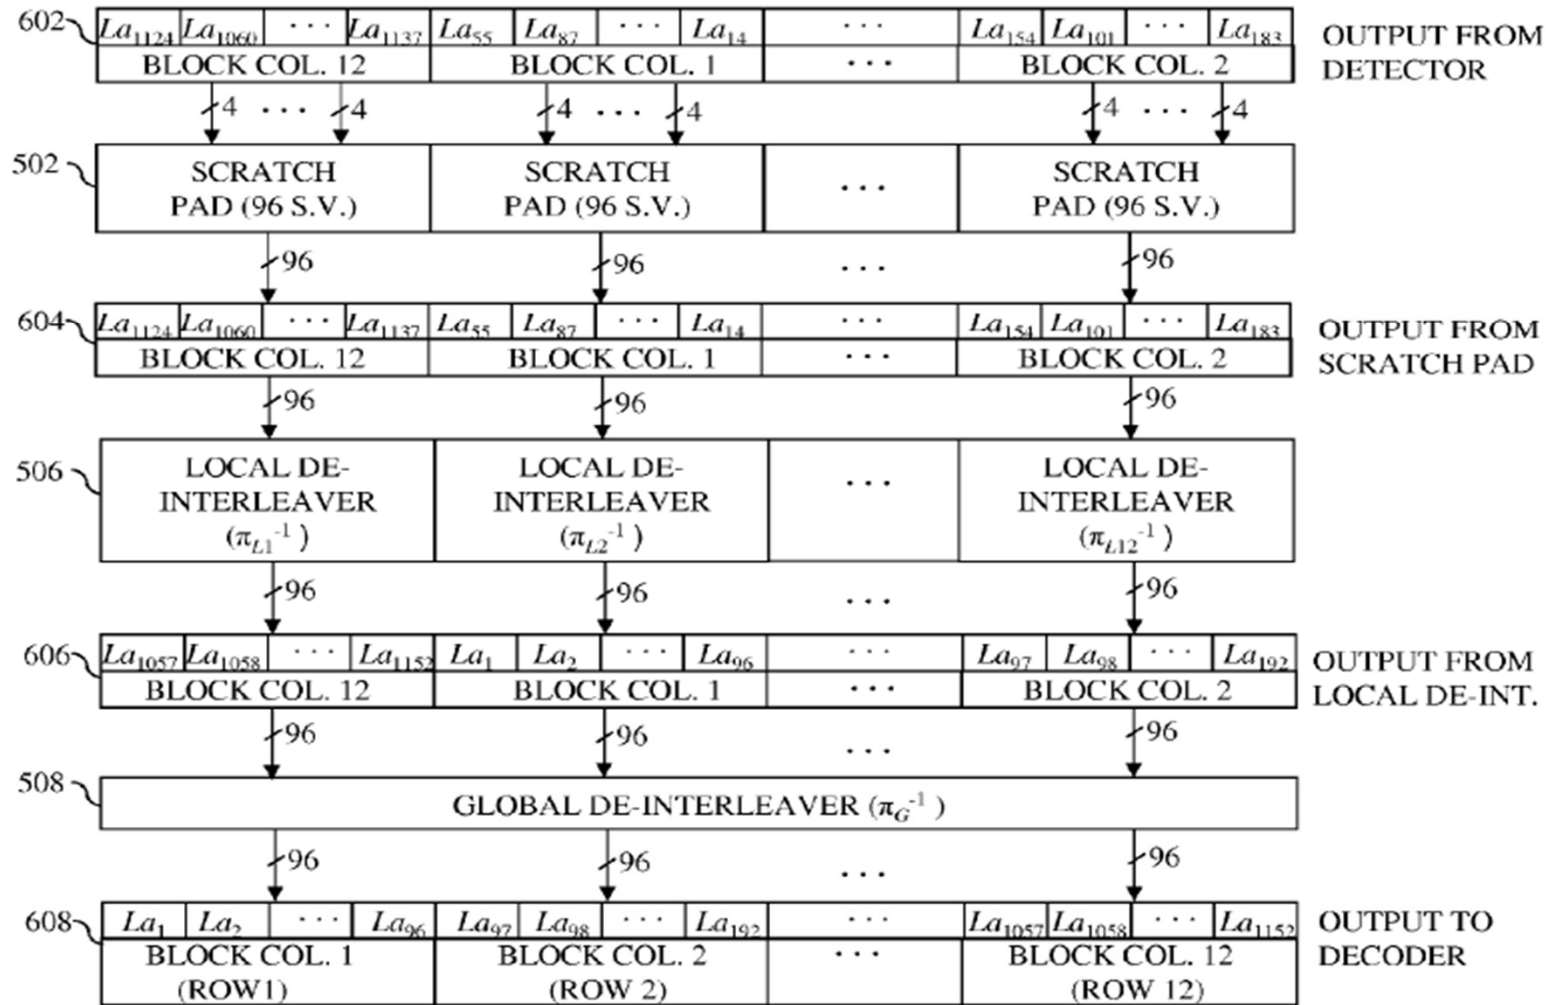 602 La1124 La1060 ... La1137 La55 La87 ... La14 ... La154 La101 ... La183 OUTPUT FROM
BLOCK COL. 12 BLOCK COL. 1 ... BLOCK COL. 2 DETECTOR
4 ... 4 4 ... 4 4 ... 4
502 SCRATCH SCRATCH ... SCRATCH
PAD (96 S.V.) PAD (96 S.V.) PAD (96 S.V.)
96 96 ... 96
604 La1124 La1060 ... La1137 La55 La87 ... La14 ... La154 La101 ... La183 OUTPUT FROM
BLOCK COL. 12 BLOCK COL. 1 ... BLOCK COL. 2 SCRATCH PAD
96 96 96
506 LOCAL DE- LOCAL DE- ... LOCAL DE-
INTERLEAVER INTERLEAVER INTERLEAVER
(πL1-1) (πL2-1) (πL12-1)
96 96 ... 96
606 La1057 La1058 ... La1152 La1 La2 ... La96 ... La97 La98 ... La192 OUTPUT FROM
BLOCK COL. 12 BLOCK COL. 1 ... BLOCK COL. 2 LOCAL DE-INT.
96 96 ... 96
508 GLOBAL DE-INTERLEAVER (πG-1)
96 96 ... 96
608 La1 La2 ... La96 La97 La98 ... La192 ... La1057 La1058 ... La1152 OUTPUT TO
BLOCK COL. 1 BLOCK COL. 2 ... BLOCK COL. 12 DECODER
(ROW1) (ROW 2) (ROW 12)